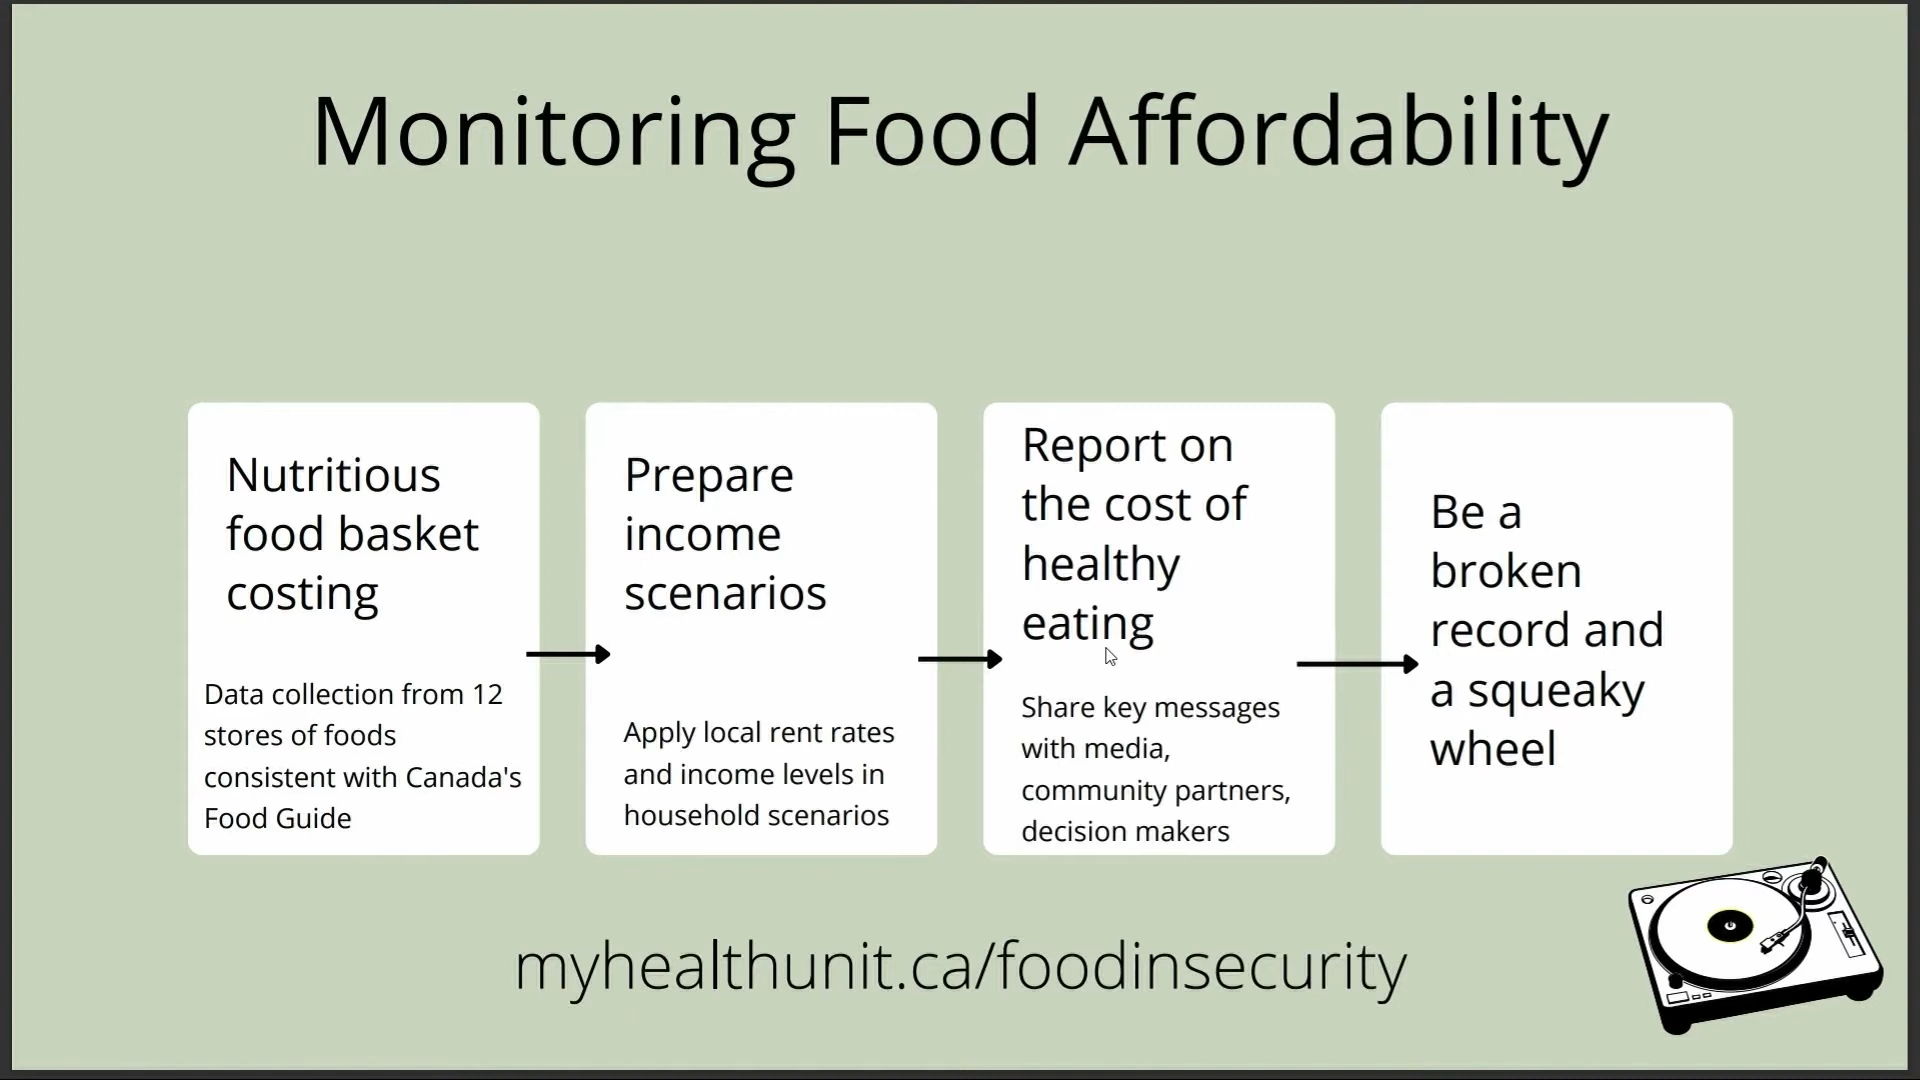 Monitoring Food Affordability
Nutritious
food basket
costing
Data collection from 12
stores of foods
consistent with Canada's
Food Guide
Prepare
income
scenarios
Apply local rent rates
and income levels in
household scenarios
Report on
the cost of
healthy
eating
Share key messages
with media,
community partners,
decision makers
Be a
broken
record and
a squeaky
wheel
myhealthunit.ca/foodinsecurity